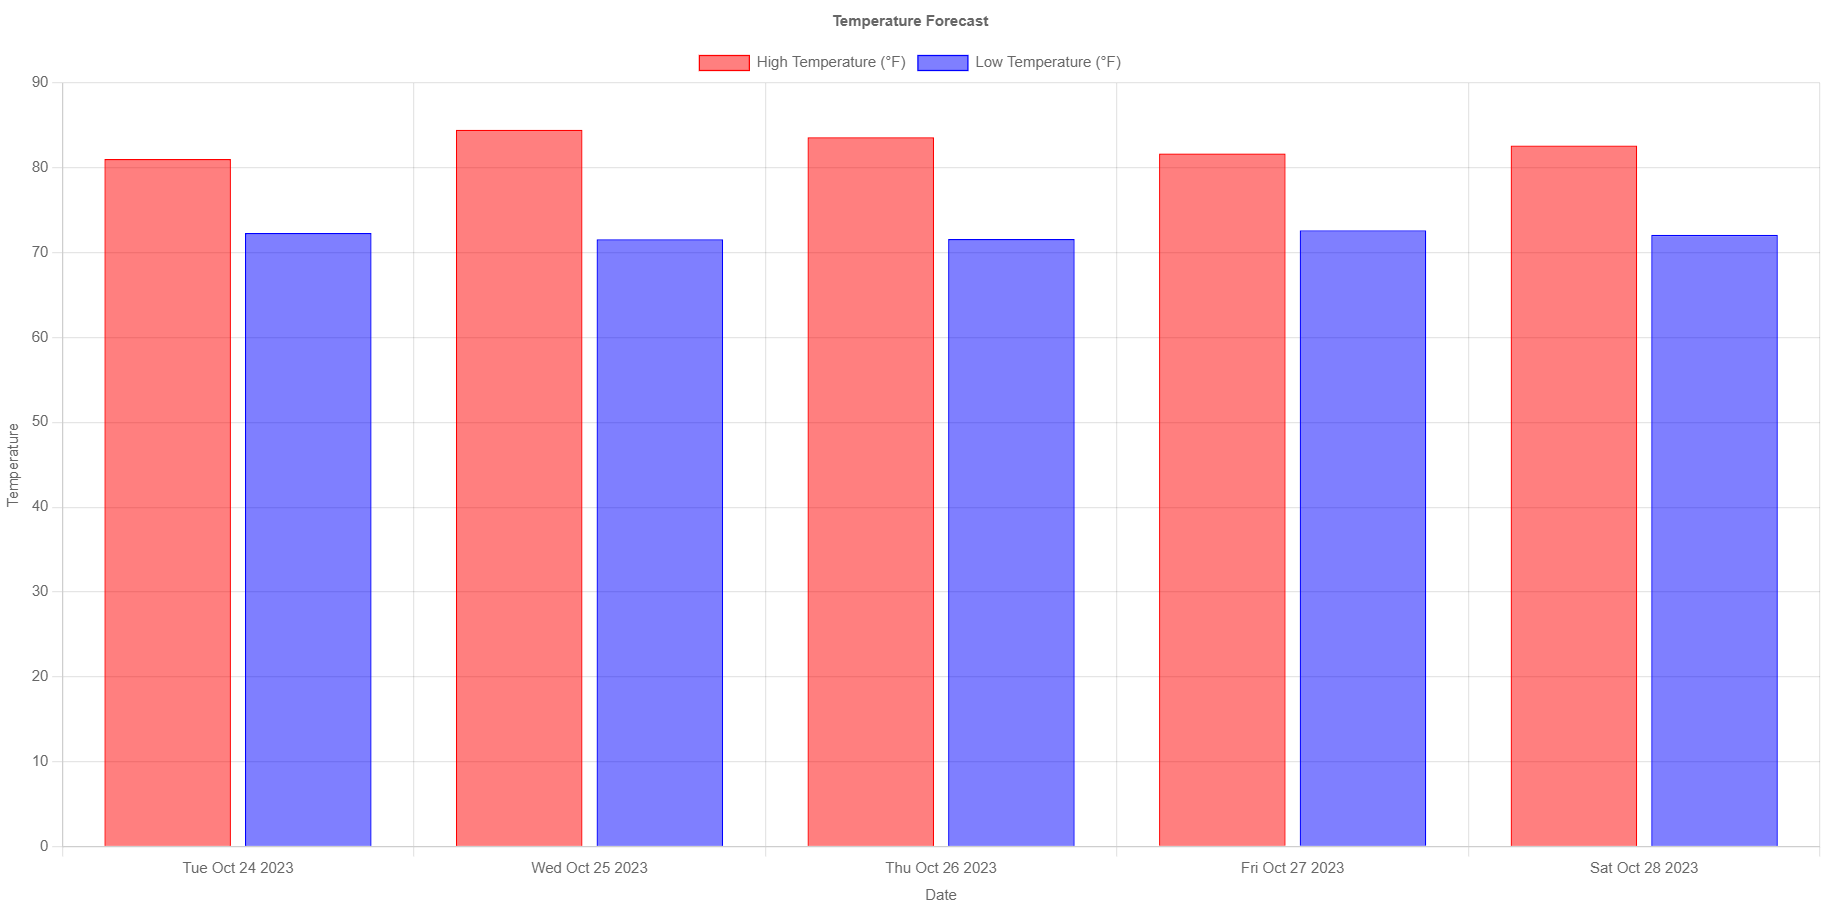 Temperature Forecast
High Temperature (°F) Low Temperature (°F)
90
80
70
60
50
40
30
20
10
0
Temperature
Tue Oct 24 2023 Wed Oct 25 2023 Thu Oct 26 2023 Fri Oct 27 2023 Sat Oct 28 2023
Date